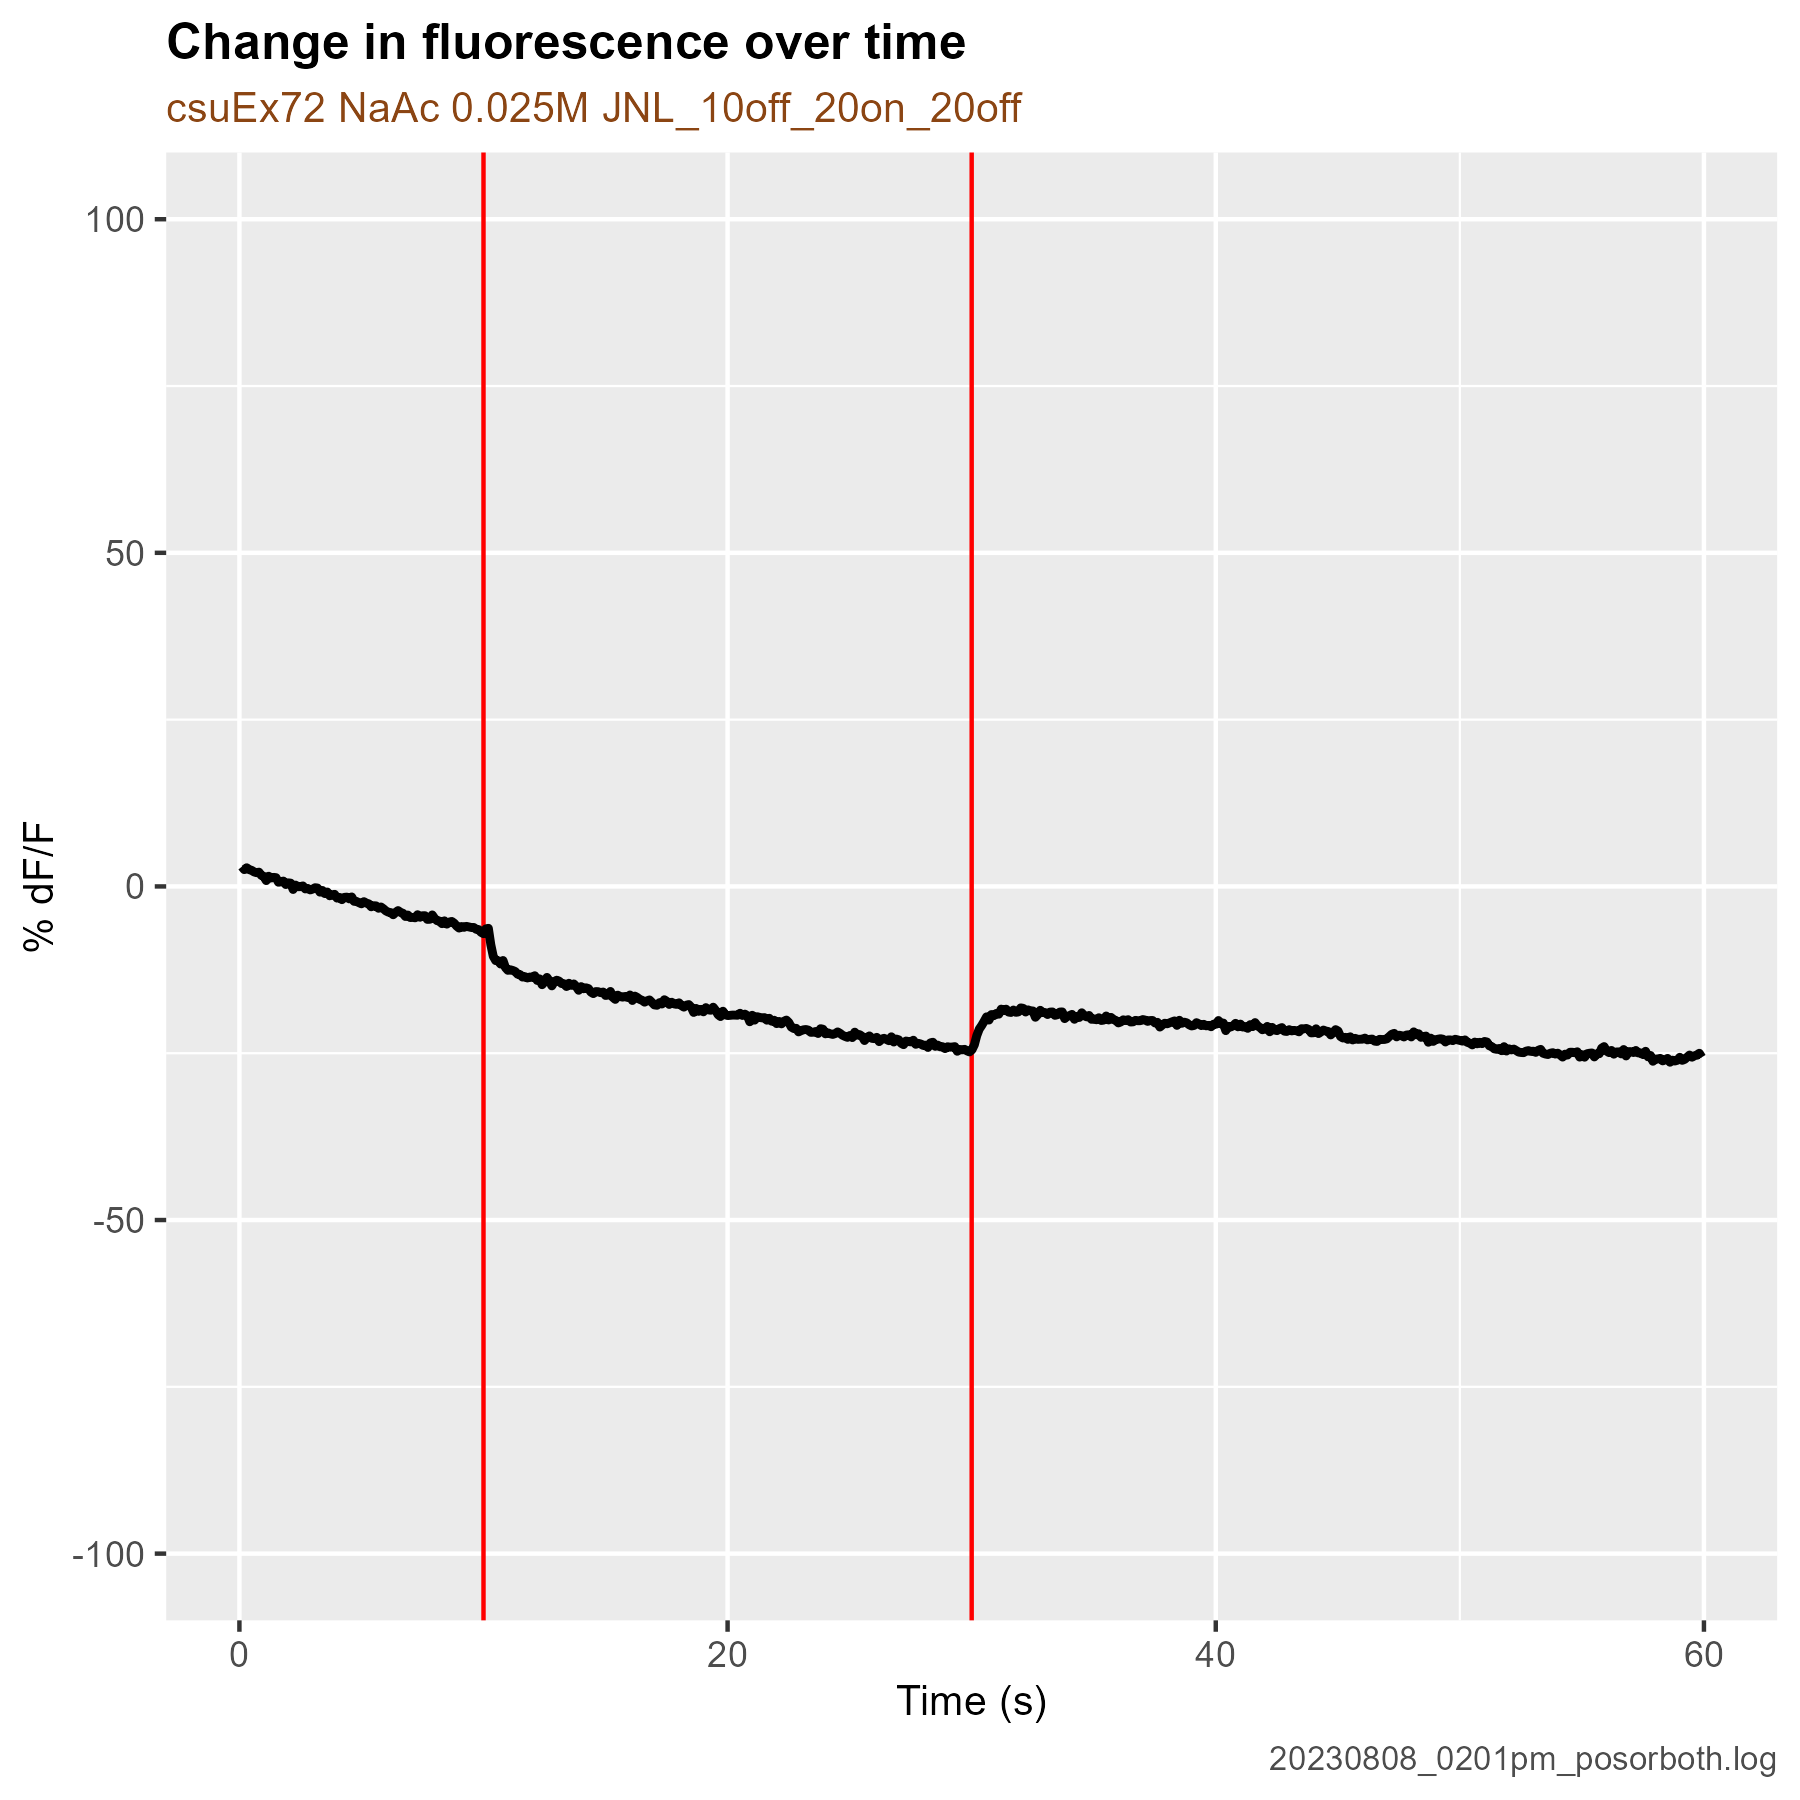 Change in fluorescence over time
csuEx72 NaAc 0.025M JNL_10off_20on_20off
100
50
0
-50
-100
% dF/F
0 20 40 60
Time (s)
20230808_0201pm_posorboth.log